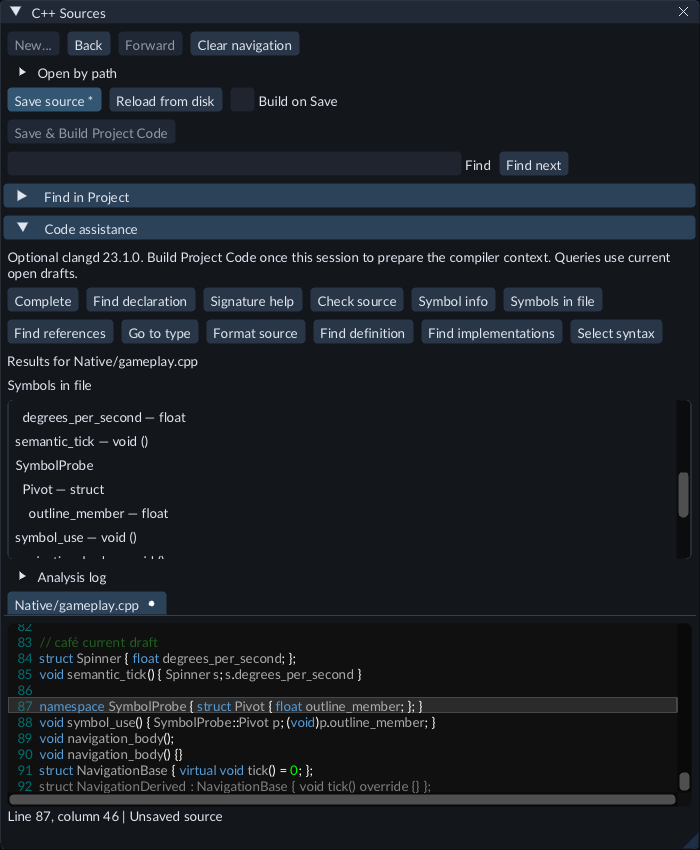 C++ Sources
New... Back Forward Clear navigation
Open by path
Save source * Reload from disk Build on Save
Save & Build Project Code
Find Find next
Find in Project
Code assistance
Optional clangd 23.1.0. Build Project Code once this session to prepare the compiler context. Queries use current
open drafts.
Complete Find declaration Signature help Check source Symbol info Symbols in file
Find references Go to type Format source Find definition Find implementations Select syntax
Results for Native/gameplay.cpp
Symbols in file
degrees_per_second — float
semantic_tick — void ()
SymbolProbe
Pivot — struct
outline_member — float
symbol_use — void ()
Analysis log
Native/gameplay.cpp
82
83 // café current draft
84 struct Spinner { float degrees_per_second; };
85 void semantic_tick() { Spinner s; s.degrees_per_second }
86
87 namespace SymbolProbe { struct Pivot { float outline_member; }; }
88 void symbol_use() { SymbolProbe::Pivot p; (void)p.outline_member; }
89 void navigation_body();
90 void navigation_body() {}
91 struct NavigationBase { virtual void tick() = 0; };
92 struct NavigationDerived : NavigationBase { void tick() override {} };
Line 87, column 46 | Unsaved source